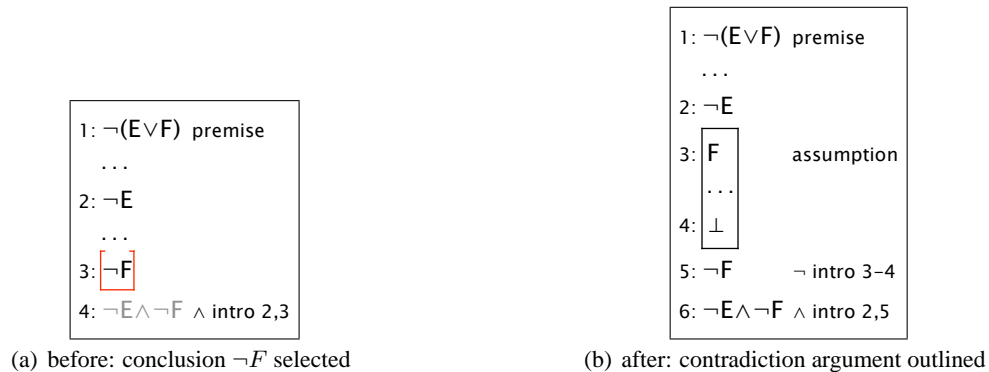 1: ¬(E∨F) premise
...
2: ¬E
...
3: ¬F
4: ¬E∧¬F ∧ intro 2,3
(a) before: conclusion ¬F selected
1: ¬(E∨F) premise
...
2: ¬E
3: F assumption
...
4: ⊥
5: ¬F ¬ intro 3–4
6: ¬E∧¬F ∧ intro 2,5
(b) after: contradiction argument outlined